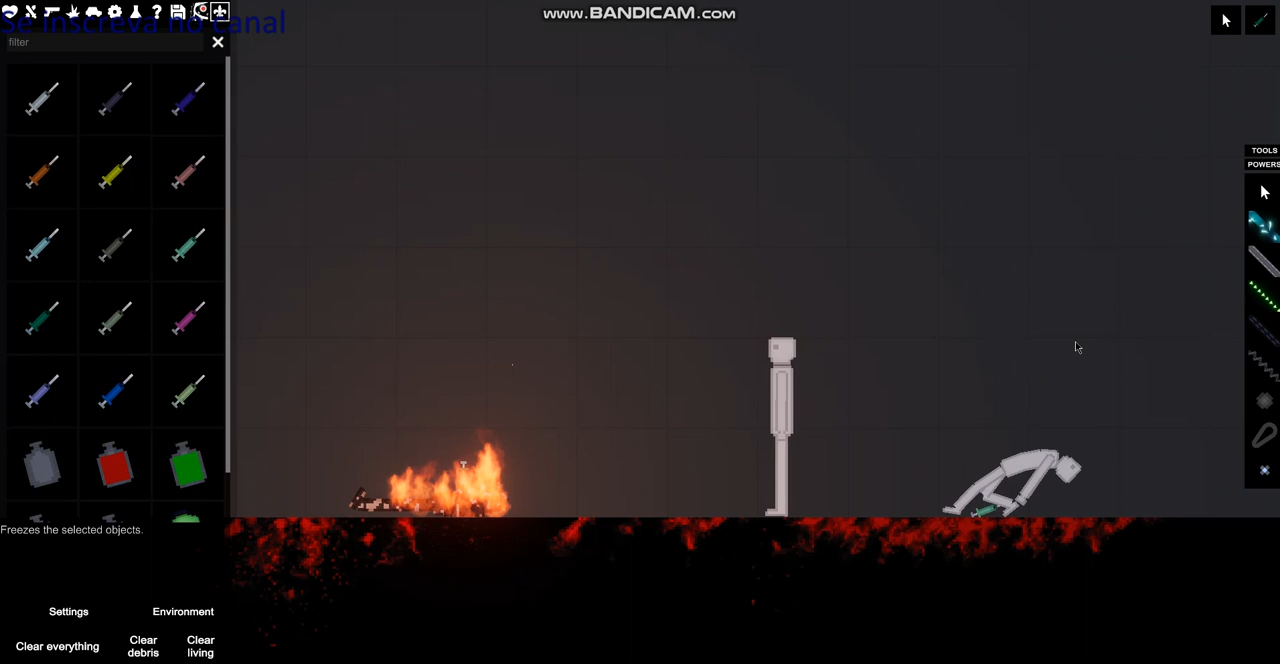 Se inscreva no canal
www.BANDICAM.com
filter
TOOLS
POWERS
Freezes the selected objects.
Settings
Environment
Clear everything
Clear debris
Clear living